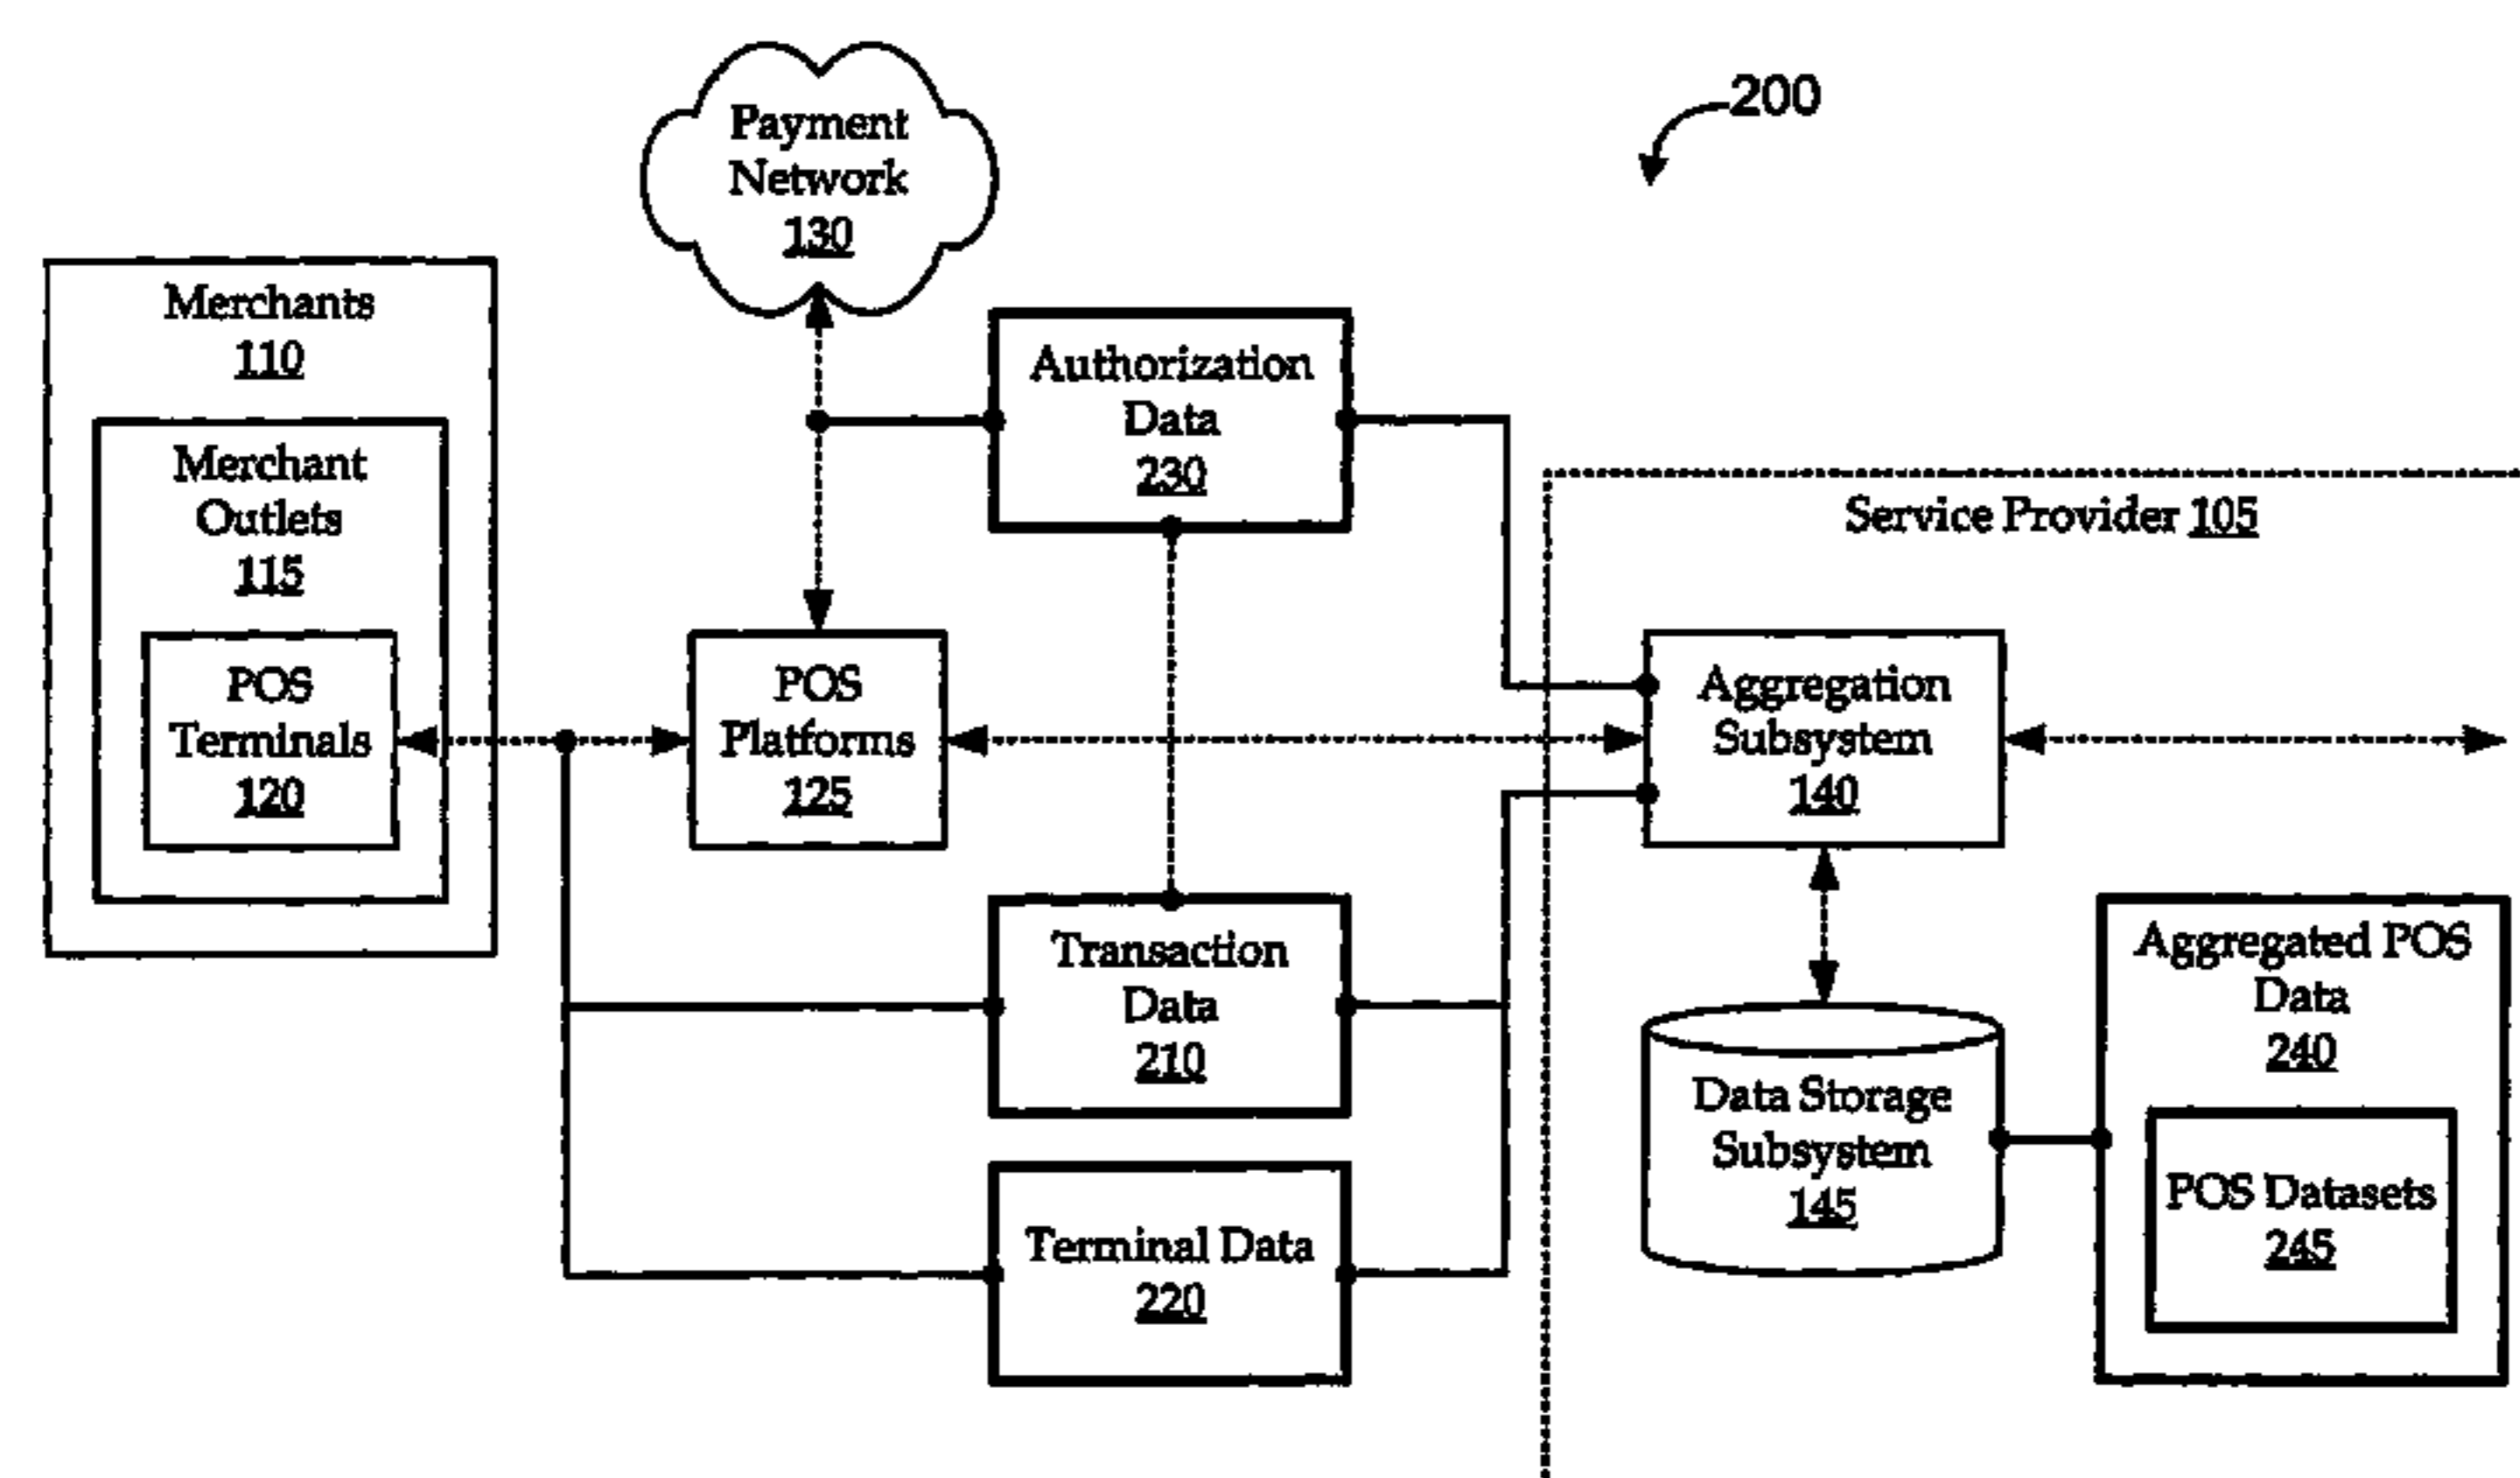 200
Payment
Network
130
Merchants
110
Merchant
Outlets
115
POS
Terminals
120
Authorization
Data
230
Service Provider 105
POS
Platforms
125
Aggregation
Subsystem
140
Transaction
Data
210
Terminal Data
220
Data Storage
Subsystem
145
Aggregated POS
Data
240
POS Datasets
245